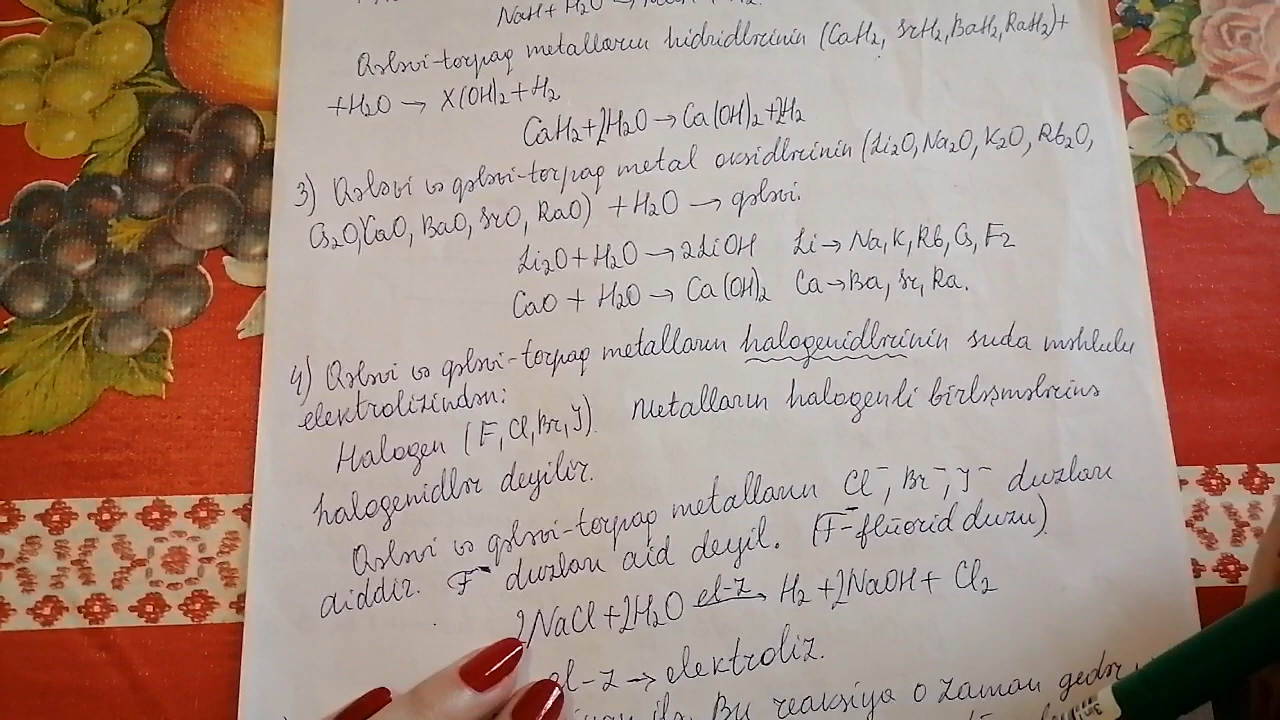 NaH + H2O →
Qələvi-torpaq metalların hidridlərinin (CaH2, SrH2, BaH2, RaH2)+
+H2O → X(OH)2 + H2
CaH2 + 2H2O → Ca(OH)2 + 2H2
3) Qələvi və qələvi-torpaq metal oksidlərinin (Li2O, Na2O, K2O, Rb2O,
Cs2O)(CaO, BaO, SrO, RaO) + H2O → qələvi.
Li2O + H2O → 2LiOH Li → Na, K, Rb, Cs, Fr
CaO + H2O → Ca(OH)2 Ca → Ba, Sr, Ra.
4) Qələvi və qələvi-torpaq metalların halogenidlərinin suda məhlulu
elektrolizindən:
Halogen (F, Cl, Br, J). Metalların halogenli birləşmələrinə
halogenidlər deyilir.
Qələvi və qələvi-torpaq metalların Cl⁻, Br⁻, J⁻ duzları
aiddir. F⁻ duzları aid deyil. (F⁻-flüorid duzu)
2NaCl + 2H2O el-z→ H2 + 2NaOH + Cl2
el-z → elektroliz.
ilə. Bu reaksiya o zaman gedir,